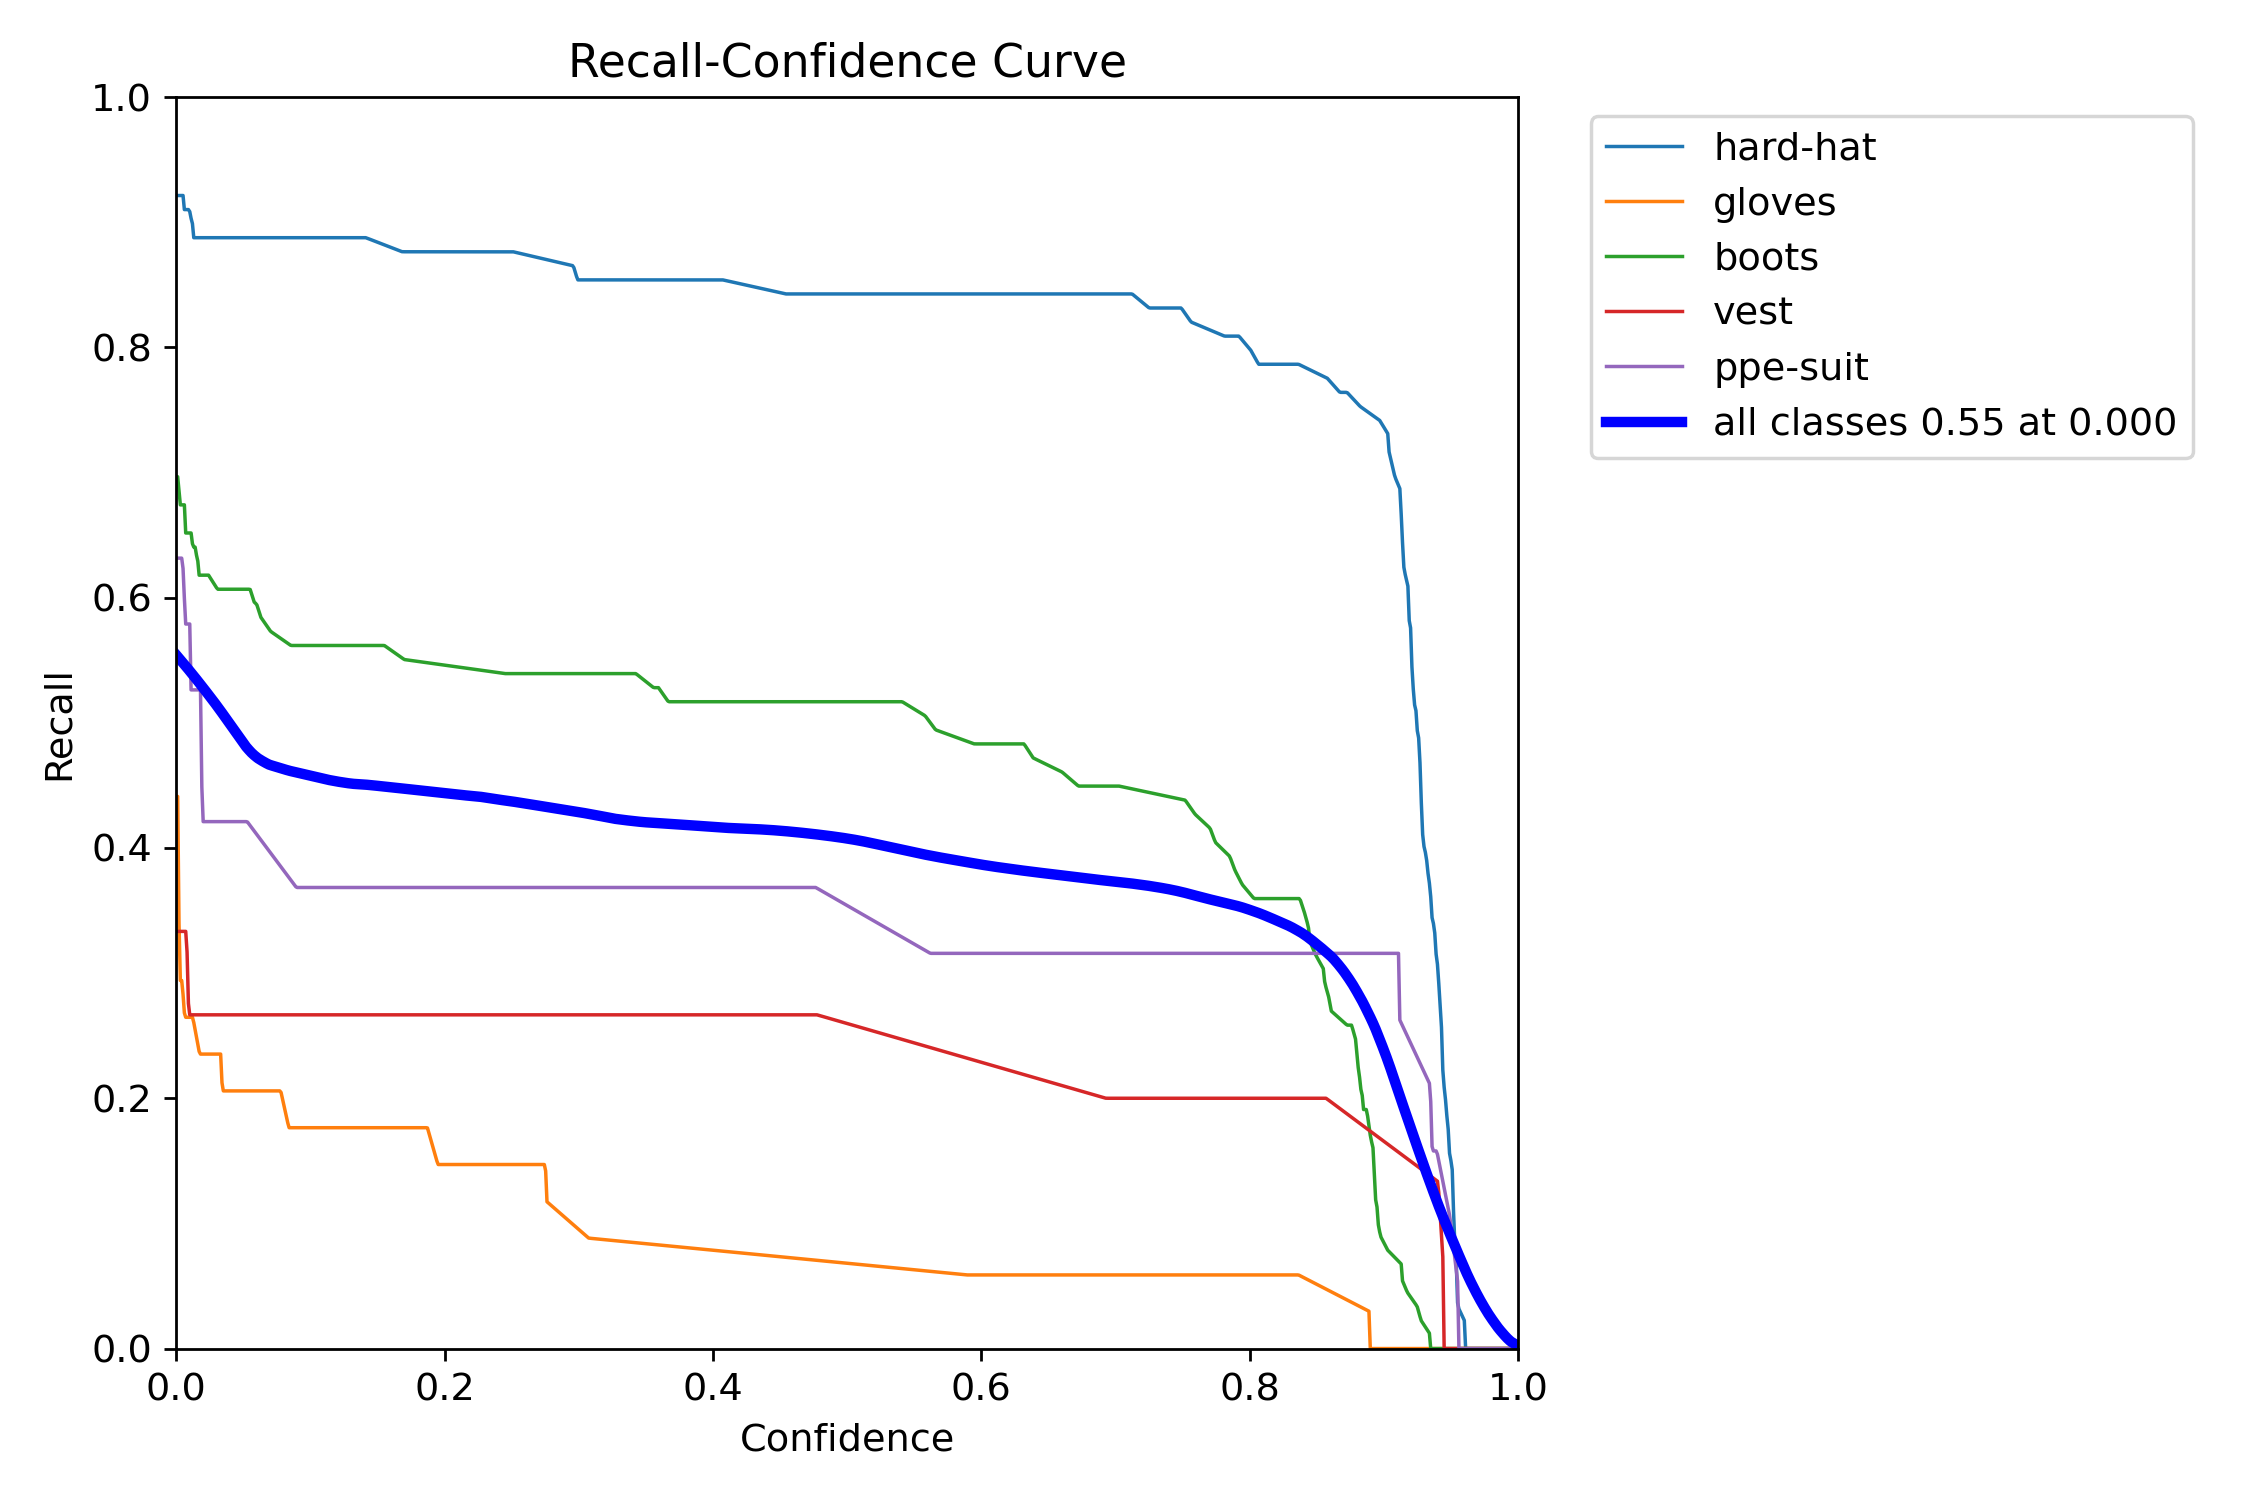 Recall-Confidence Curve
1.0
0.8
0.6
0.4
0.2
0.0
Recall
0.0 0.2 0.4 0.6 0.8 1.0
Confidence
hard-hat
gloves
boots
vest
ppe-suit
all classes 0.55 at 0.000